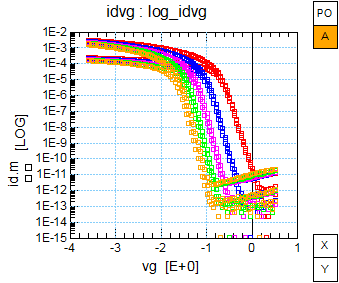 idvg : log_idvg
PO
A
1E-2
1E-3
1E-4
1E-5
1E-6
1E-7
1E-8
1E-9
1E-10
1E-11
1E-12
1E-13
1E-14
1E-15
id.m [LOG]
-4 -3 -2 -1 0 1
vg [E+0]
X
Y